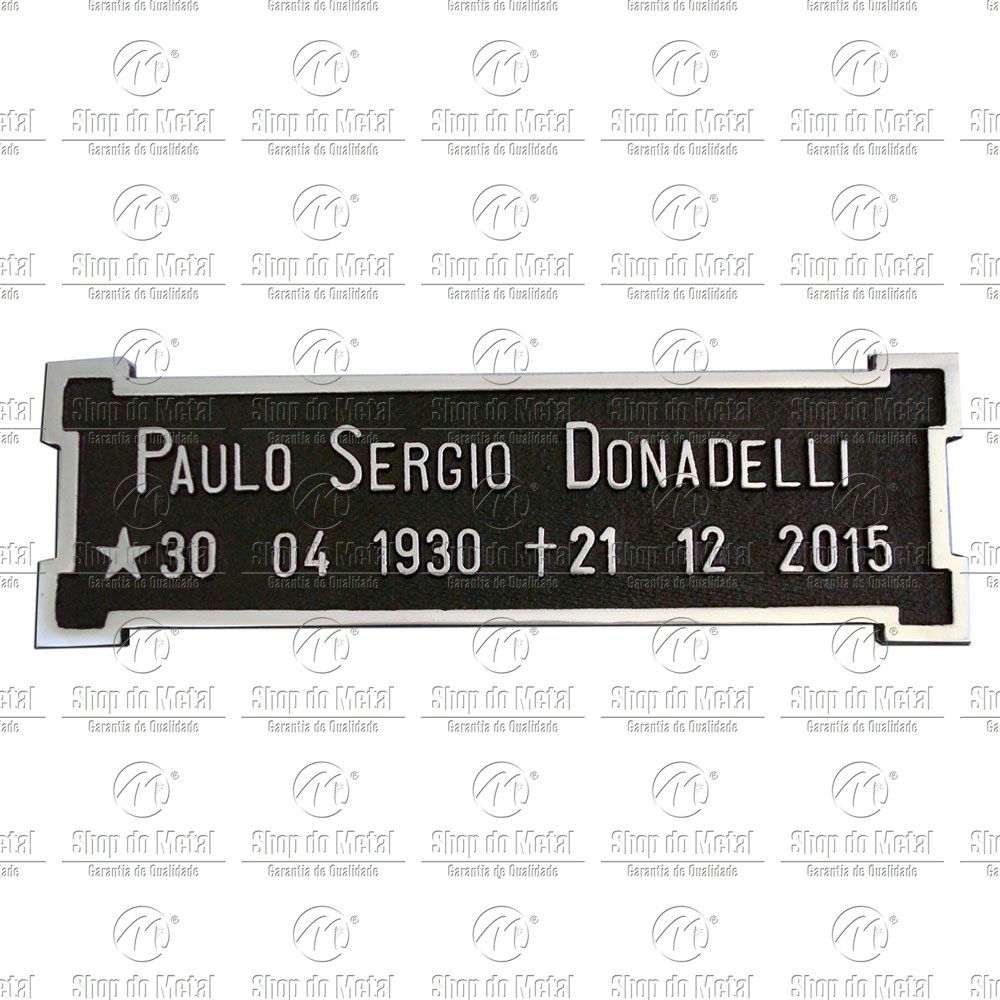 Shop do Metal
Garantia de Qualidade
PAULO SERGIO DONADELLI
★30 04 1930 ✝21 12 2015